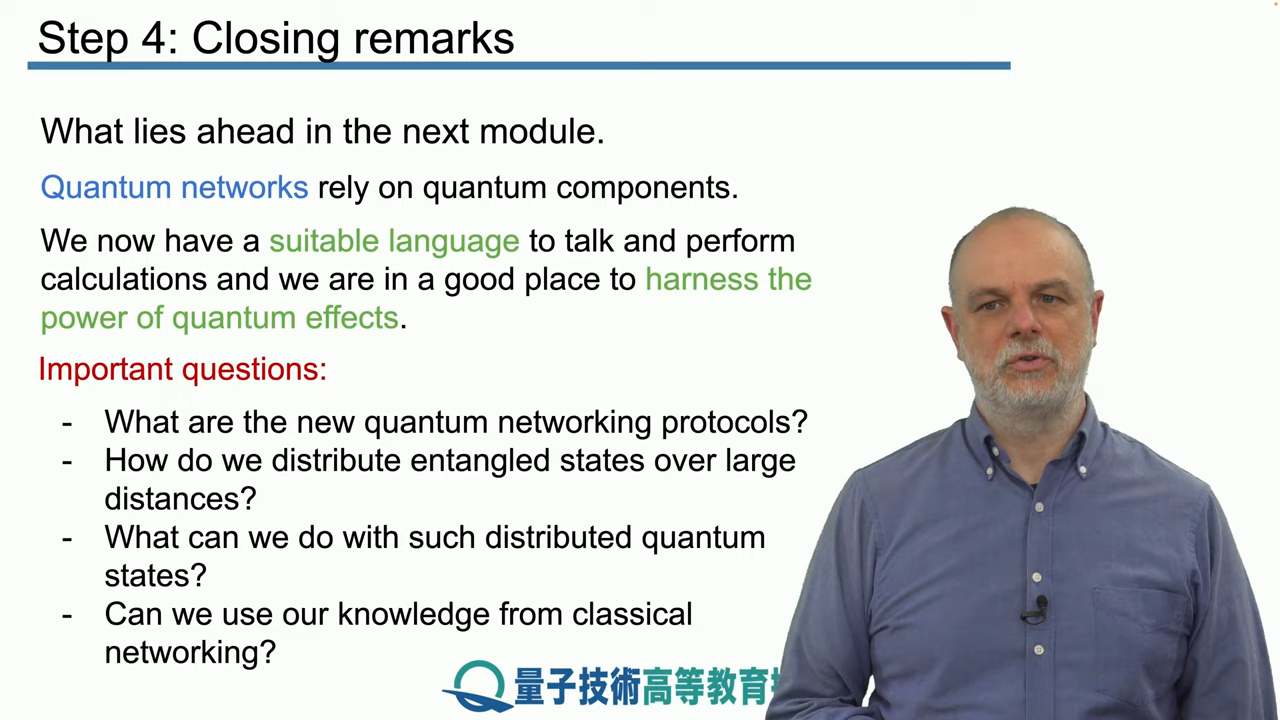 Step 4: Closing remarks
What lies ahead in the next module.
Quantum networks rely on quantum components.
We now have a suitable language to talk and perform
calculations and we are in a good place to harness the
power of quantum effects.
Important questions:
- What are the new quantum networking protocols?
- How do we distribute entangled states over large
distances?
- What can we do with such distributed quantum
states?
- Can we use our knowledge from classical
networking?
量子技術高等教育